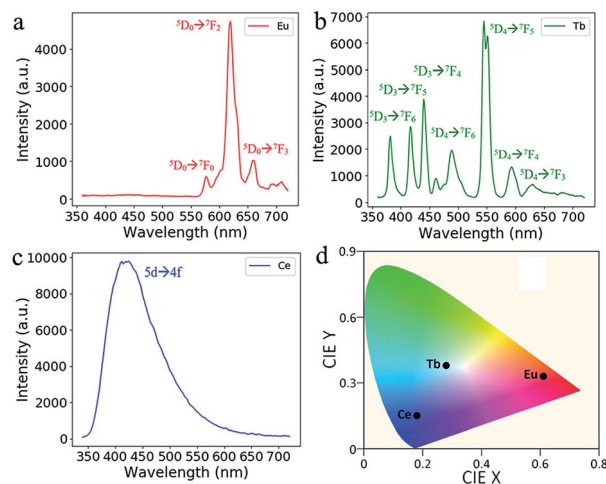 a
Intensity (a.u.)
4000
3000
2000
1000
0
⁵D₀→⁷F₂
Eu
⁵D₀→⁷F₀
⁵D₀→⁷F₃
350 400 450 500 550 600 650 700
Wavelength (nm)
b
Intensity (a.u.)
7000
6000
5000
4000
3000
2000
1000
0
⁵D₄→⁷F₅
Tb
⁵D₃→⁷F₄
⁵D₃→⁷F₅
⁵D₃→⁷F₆
⁵D₄→⁷F₆
⁵D₄→⁷F₄
⁵D₄→⁷F₃
350 400 450 500 550 600 650 700
Wavelength (nm)
c
Intensity (a.u.)
10000
8000
6000
4000
2000
0
5d→4f
Ce
350 400 450 500 550 600 650 700
Wavelength (nm)
d
CIE Y
0.9
0.6
0.3
0
Tb
Eu
Ce
0 0.2 0.4 0.6 0.8
CIE X